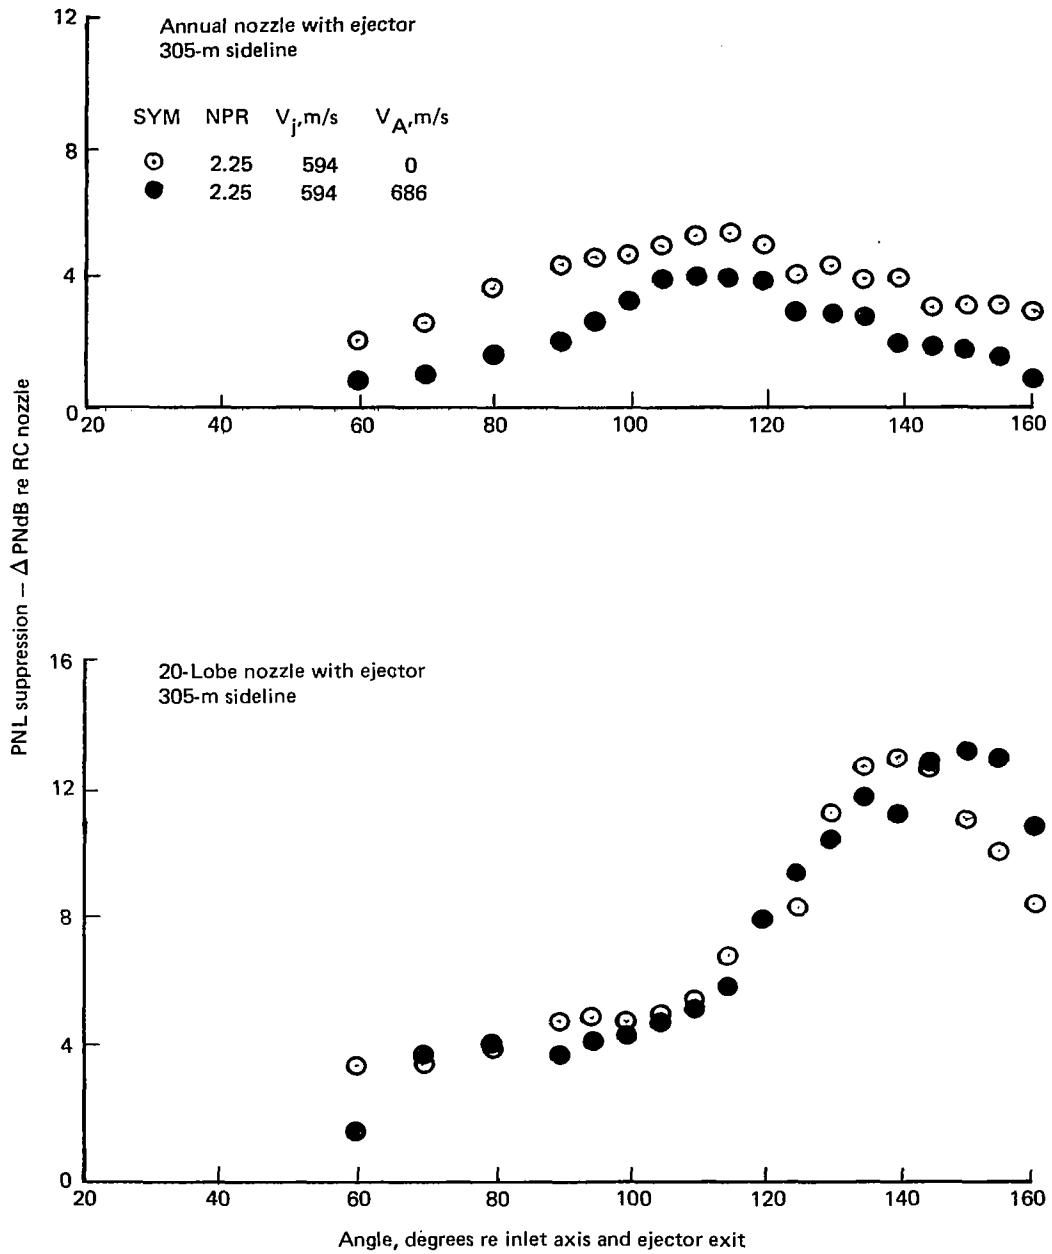 12
Annual nozzle with ejector
305-m sideline
SYM NPR Vj,m/s VA,m/s
2.25 594 0
2.25 594 686
8
4
0
20 40 60 80 100 120 140 160
PNL suppression – Δ PNdB re RC nozzle
16
20-Lobe nozzle with ejector
305-m sideline
12
8
4
0
20 40 60 80 100 120 140 160
Angle, degrees re inlet axis and ejector exit